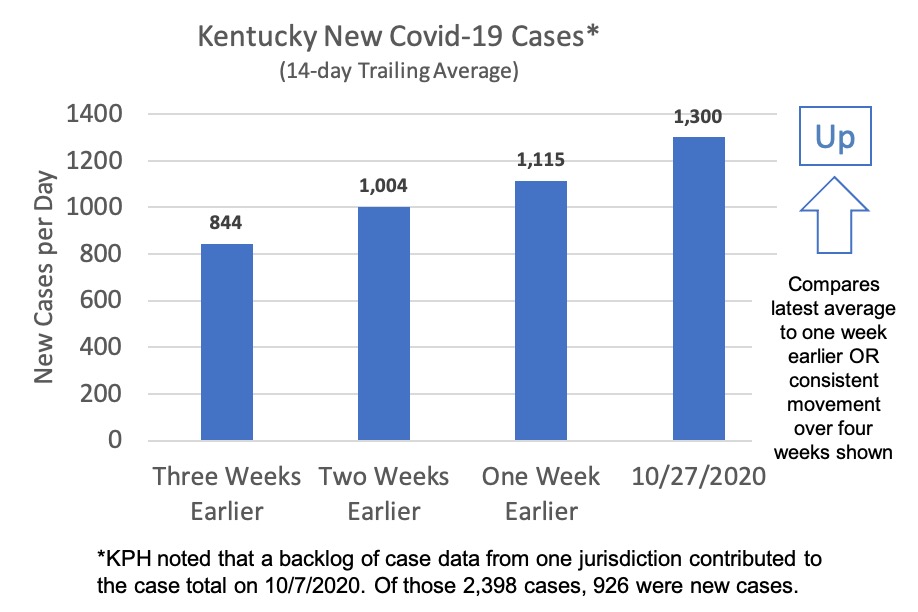 Kentucky New Covid-19 Cases*
(14-day Trailing Average)
New Cases per Day
1400
1200
1000
800
600
400
200
0
844
1,004
1,115
1,300
Three Weeks
Earlier
Two Weeks
Earlier
One Week
Earlier
10/27/2020
Up
Compares
latest average
to one week
earlier OR
consistent
movement
over four
weeks shown
*KPH noted that a backlog of case data from one jurisdiction contributed to
the case total on 10/7/2020. Of those 2,398 cases, 926 were new cases.